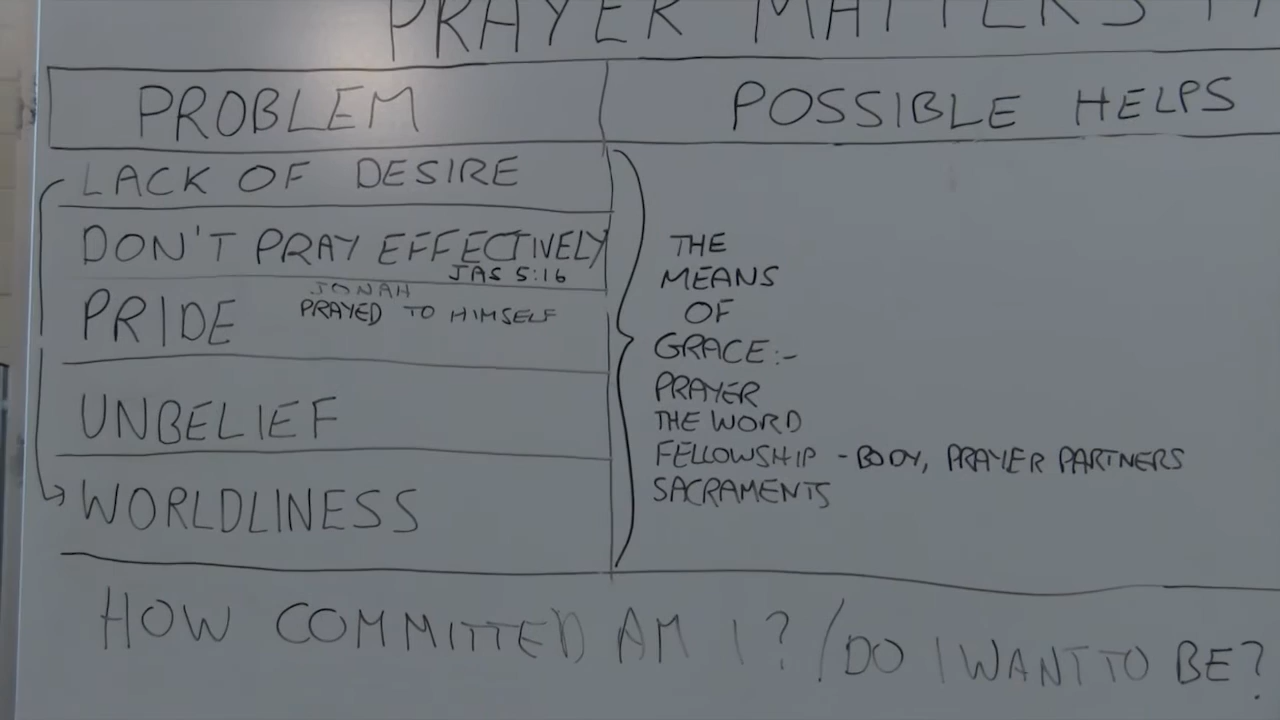 PRAYER MATTERS
PROBLEM
POSSIBLE HELPS
LACK OF DESIRE
DON'T PRAY EFFECTIVELY
JAS 5:16
PRIDE
JONAH
PRAYED TO HIMSELF
UNBELIEF
WORLDLINESS
THE
MEANS
OF
GRACE:-
PRAYER
THE WORD
FELLOWSHIP - BODY, PRAYER PARTNERS
SACRAMENTS
HOW COMMITTED AM I? / DO I WANT TO BE?